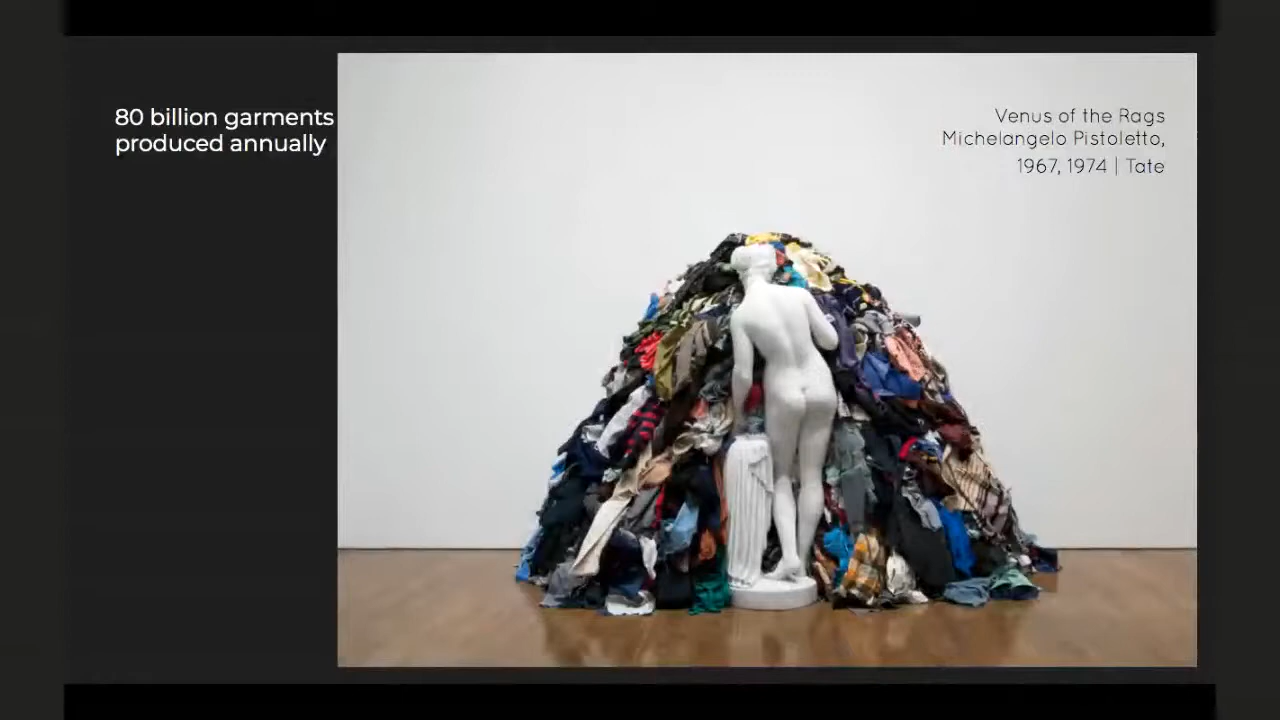 80 billion garments
produced annually
Venus of the Rags
Michelangelo Pistoletto,
1967, 1974 | Tate